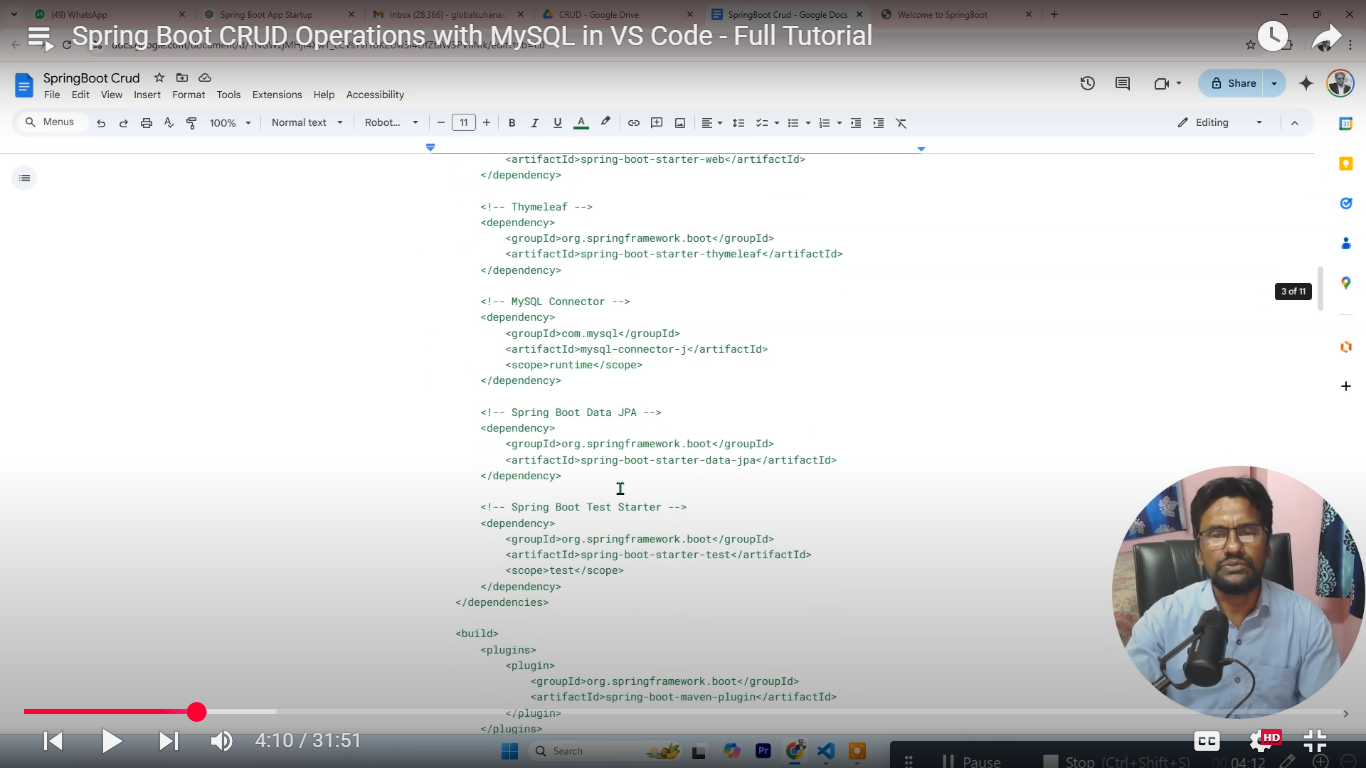 (49) WhatsApp
Spring Boot App Startup
Inbox (28,366) - globalsuhanas
CRUD - Google Drive
SpringBoot Crud - Google Docs
Welcome to SpringBoot
Spring Boot CRUD Operations with MySQL in VS Code - Full Tutorial
SpringBoot Crud
Share
File Edit View Insert Format Tools Extensions Help Accessibility
Menus
100%
Normal text
Robot...
11
B I U A
Editing
<artifactId>spring-boot-starter-web</artifactId>
</dependency>
<!-- Thymeleaf -->
<dependency>
<groupId>org.springframework.boot</groupId>
<artifactId>spring-boot-starter-thymeleaf</artifactId>
</dependency>
<!-- MySQL Connector -->
3 of 11
<dependency>
<groupId>com.mysql</groupId>
<artifactId>mysql-connector-j</artifactId>
<scope>runtime</scope>
</dependency>
<!-- Spring Boot Data JPA -->
<dependency>
<groupId>org.springframework.boot</groupId>
<artifactId>spring-boot-starter-data-jpa</artifactId>
</dependency>
<!-- Spring Boot Test Starter -->
<dependency>
<groupId>org.springframework.boot</groupId>
<artifactId>spring-boot-starter-test</artifactId>
<scope>test</scope>
</dependency>
</dependencies>
<build>
<plugins>
<plugin>
<groupId>org.springframework.boot</groupId>
<artifactId>spring-boot-maven-plugin</artifactId>
</plugin>
</plugins>
4:10 / 31:51
Search
Pr
CC
HD
Pause
Stop (Ctrl+Shift+S)
00:04:12